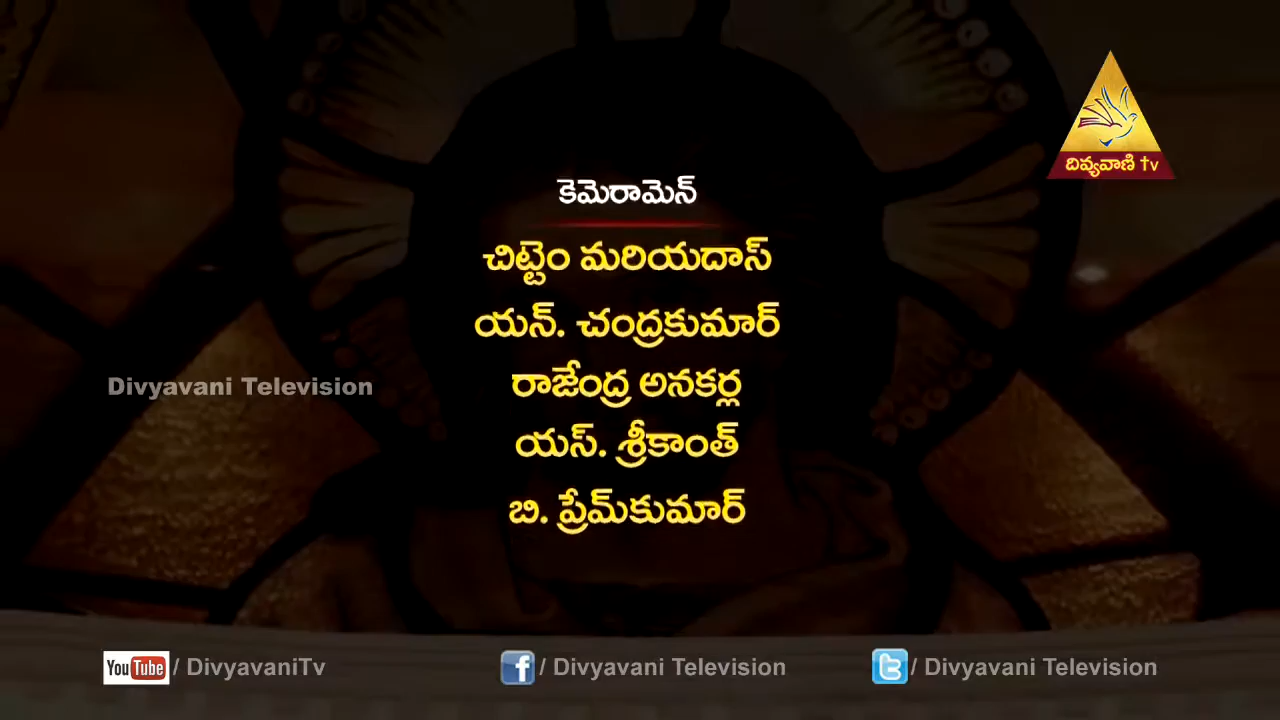 దివ్యవాణి tv
కెమెరామెన్
చిట్టెం మరియదాస్
యన్. చంద్రకుమార్
రాజేంద్ర అనకర్ల
Divyavani Television
యస్. శ్రీకాంత్
బి. ప్రేమ్‌కుమార్
YouTube / DivyavaniTv
f / Divyavani Television
/ Divyavani Television